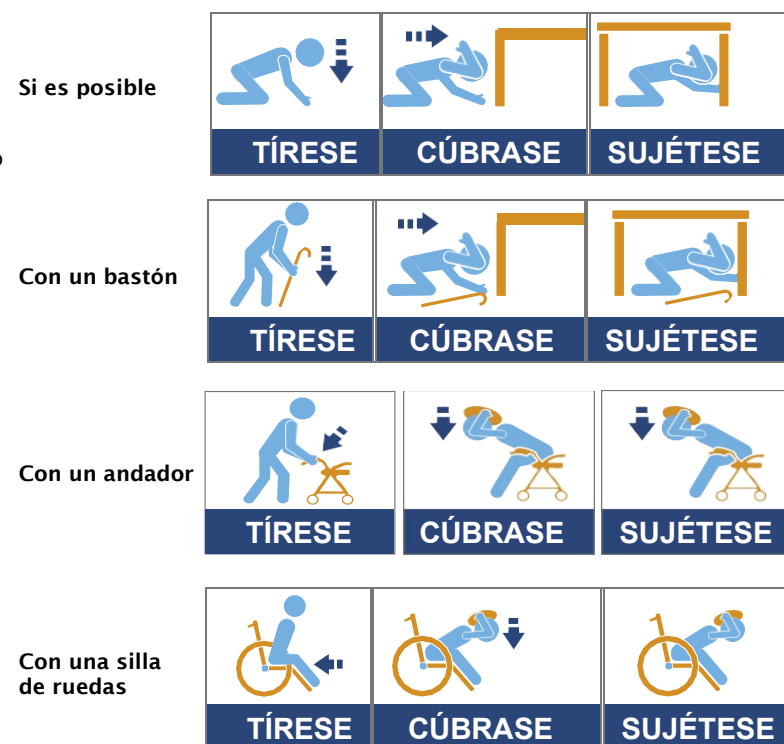 Si es posible
TÍRESE CÚBRASE SUJÉTESE
o
Con un bastón
TÍRESE CÚBRASE SUJÉTESE
Con un andador
TÍRESE CÚBRASE SUJÉTESE
Con una silla
de ruedas
TÍRESE CÚBRASE SUJÉTESE